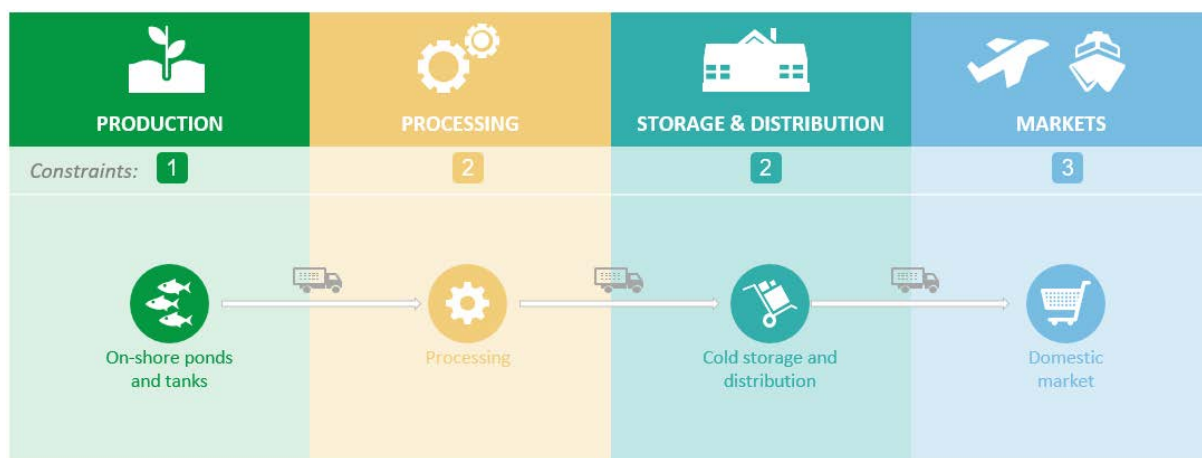 PRODUCTION
PROCESSING
STORAGE & DISTRIBUTION
MARKETS
Constraints:
1
2
2
3
On-shore ponds
and tanks
Processing
Cold storage and
distribution
Domestic
market